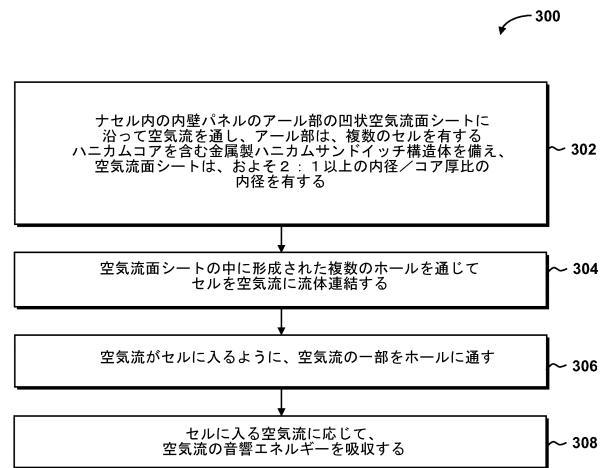 300
ナセル内の内壁パネルのアール部の凹状空気流面シートに
沿って空気流を通し、アール部は、複数のセルを有する
ハニカムコアを含む金属製ハニカムサンドイッチ構造体を備え、
空気流面シートは、およそ2:1以上の内径/コア厚比の
内径を有する
302
空気流面シートの中に形成された複数のホールを通じて
セルを空気流に流体連結する
304
空気流がセルに入るように、空気流の一部をホールに通す
306
セルに入る空気流に応じて、
空気流の音響エネルギーを吸収する
308